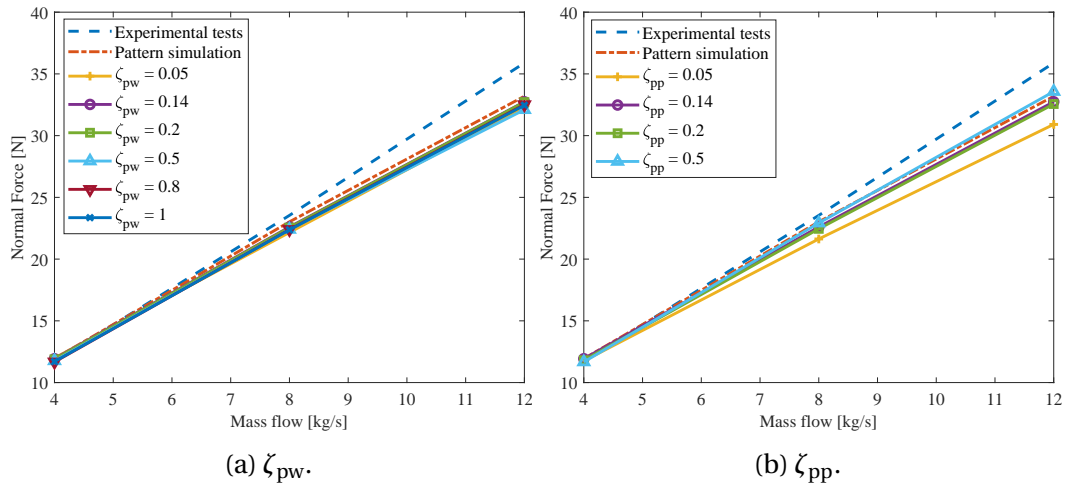 40
35
30
25
20
15
10
Normal Force [N]
4 5 6 7 8 9 10 11 12
Mass flow [kg/s]
Experimental tests
Pattern simulation
ζpw = 0.05
ζpw = 0.14
ζpw = 0.2
ζpw = 0.5
ζpw = 0.8
ζpw = 1
(a) ζpw.
40
35
30
25
20
15
10
Normal Force [N]
4 5 6 7 8 9 10 11 12
Mass flow [kg/s]
Experimental tests
Pattern simulation
ζpp = 0.05
ζpp = 0.14
ζpp = 0.2
ζpp = 0.5
(b) ζpp.